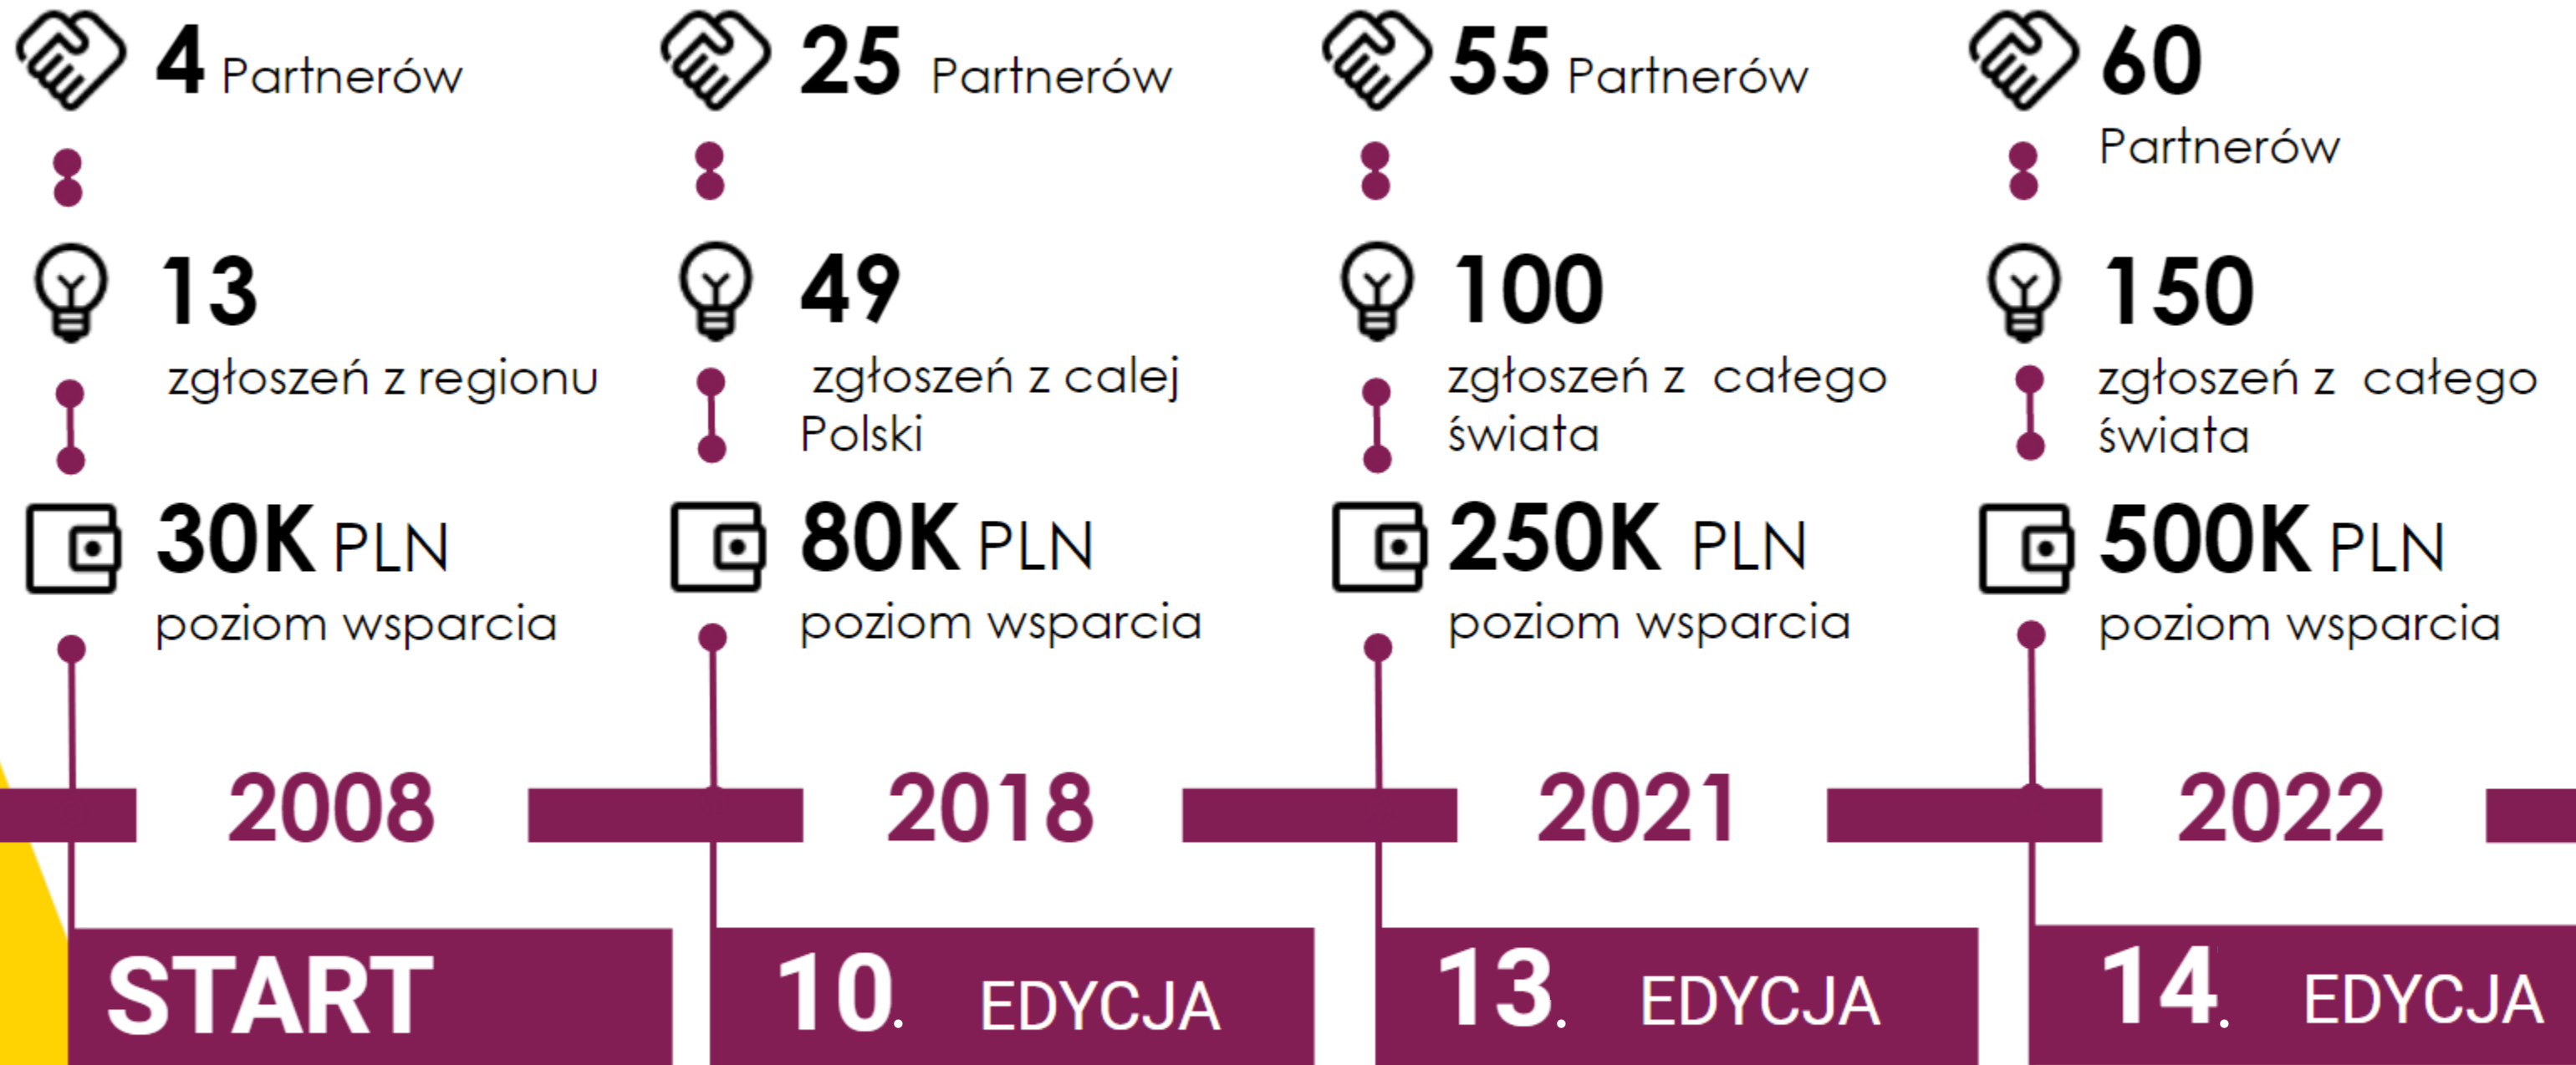 4 Partnerów
13
zgłoszeń z regionu
30K PLN
poziom wsparcia
2008
START
25 Partnerów
49
zgłoszeń z calej
Polski
80K PLN
poziom wsparcia
2018
10. EDYCJA
55 Partnerów
100
zgłoszeń z całego
świata
250K PLN
poziom wsparcia
2021
13. EDYCJA
60
Partnerów
150
zgłoszeń z całego
świata
500K PLN
poziom wsparcia
2022
14. EDYCJA